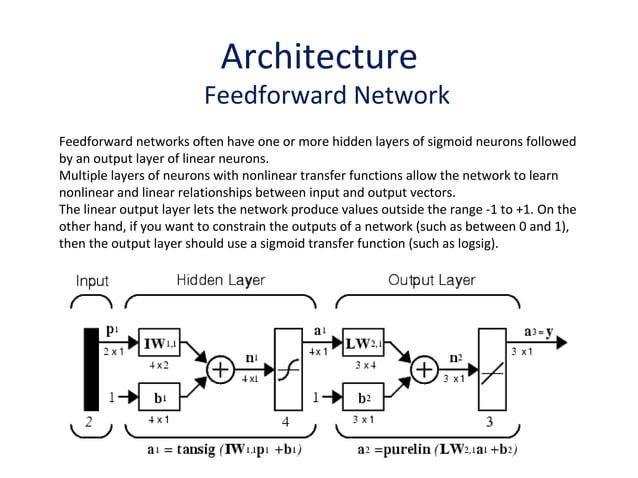 Architecture
Feedforward Network
Feedforward networks often have one or more hidden layers of sigmoid neurons followed
by an output layer of linear neurons.
Multiple layers of neurons with nonlinear transfer functions allow the network to learn
nonlinear and linear relationships between input and output vectors.
The linear output layer lets the network produce values outside the range -1 to +1. On the
other hand, if you want to constrain the outputs of a network (such as between 0 and 1),
then the output layer should use a sigmoid transfer function (such as logsig).
Input Hidden Layer Output Layer
p1 a1 a3 = y
IW1,1 LW2,1
2 x 1 n1 4 x 1 n2 3 x 1
4 x 2 3 x 4
4 x1 3 x 1
1 b1 1 b2
2 4 x 1 4 3 x 1 3
a1 = tansig (IW1,1p1 +b1) a2 =purelin (LW2,1a1 +b2)